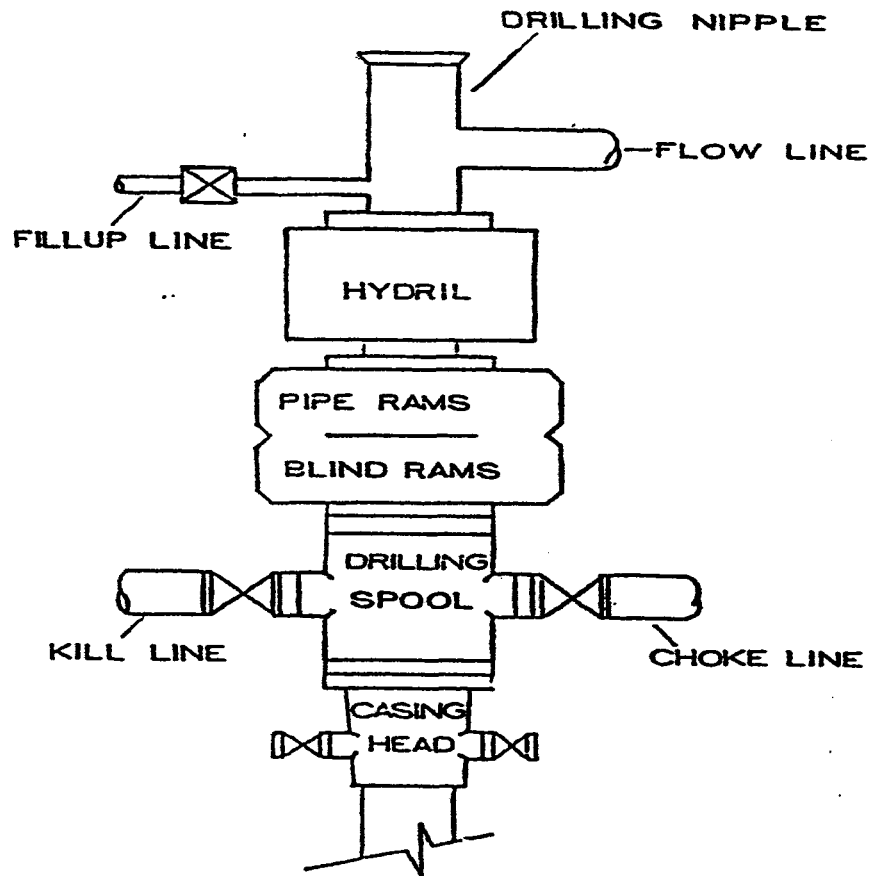 DRILLING NIPPLE
FLOW LINE
FILLUP LINE
HYDRIL
PIPE RAMS
BLIND RAMS
DRILLING
SPOOL
KILL LINE
CHOKE LINE
CASING
HEAD